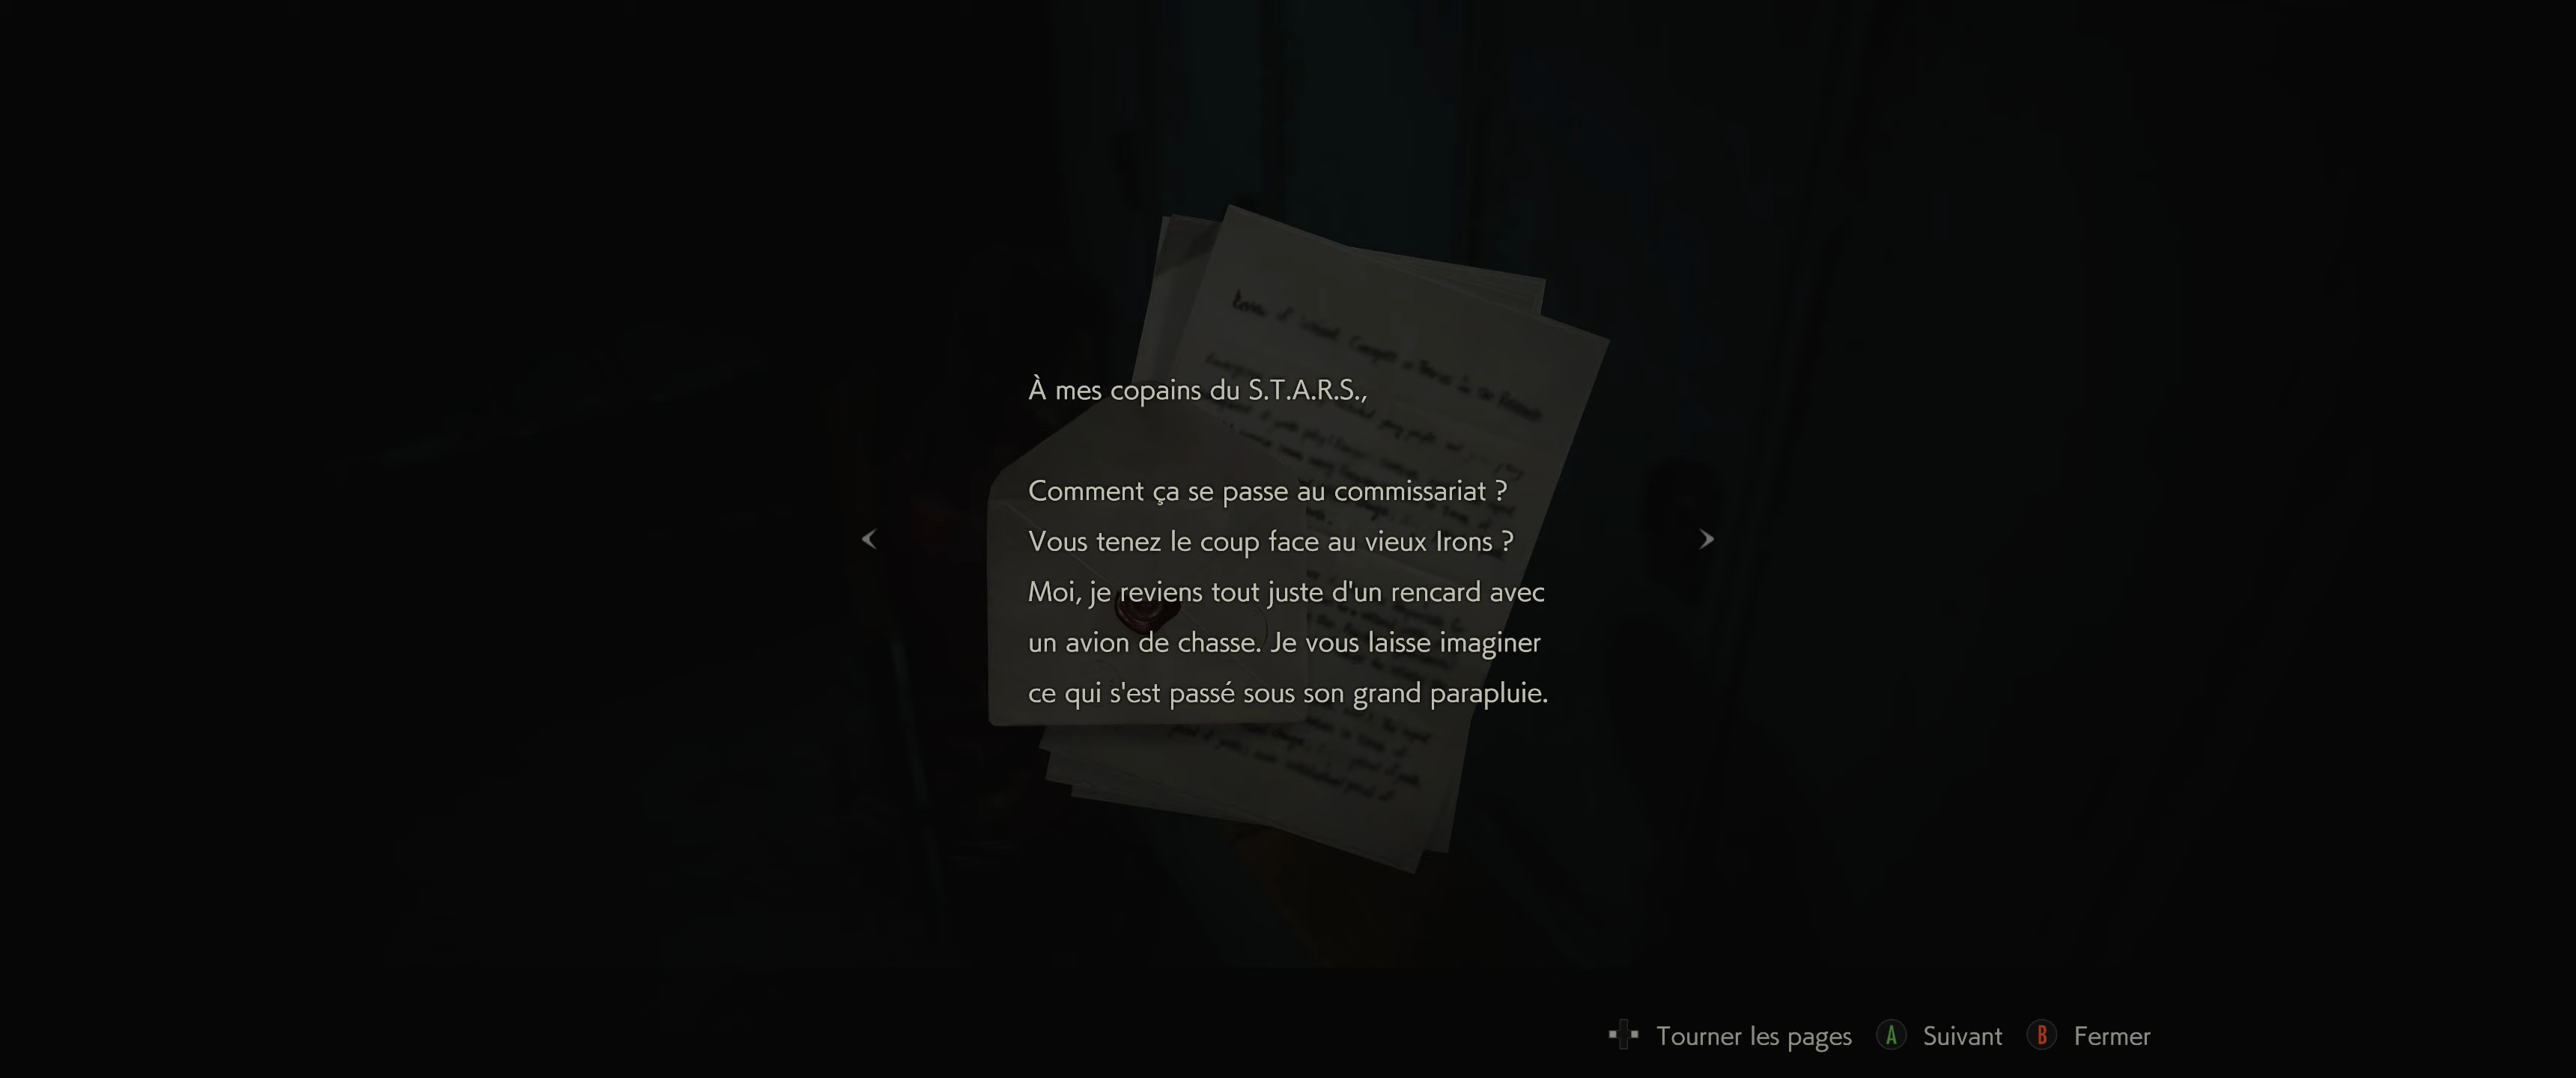 À mes copains du S.T.A.R.S.,
Comment ça se passe au commissariat ?
Vous tenez le coup face au vieux Irons ?
Moi, je reviens tout juste d'un rencard avec
un avion de chasse. Je vous laisse imaginer
ce qui s'est passé sous son grand parapluie.
Tourner les pages A Suivant B Fermer